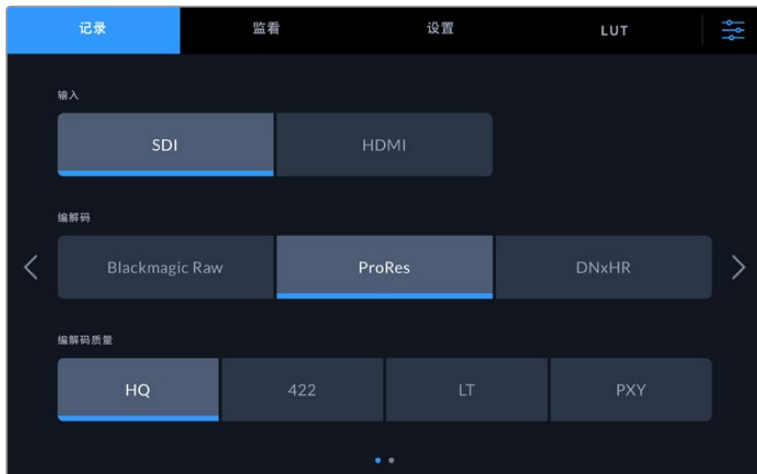 记录 监看 设置 LUT
输入
SDI HDMI
编解码
Blackmagic Raw ProRes DNxHR
编解码质量
HQ 422 LT PXY